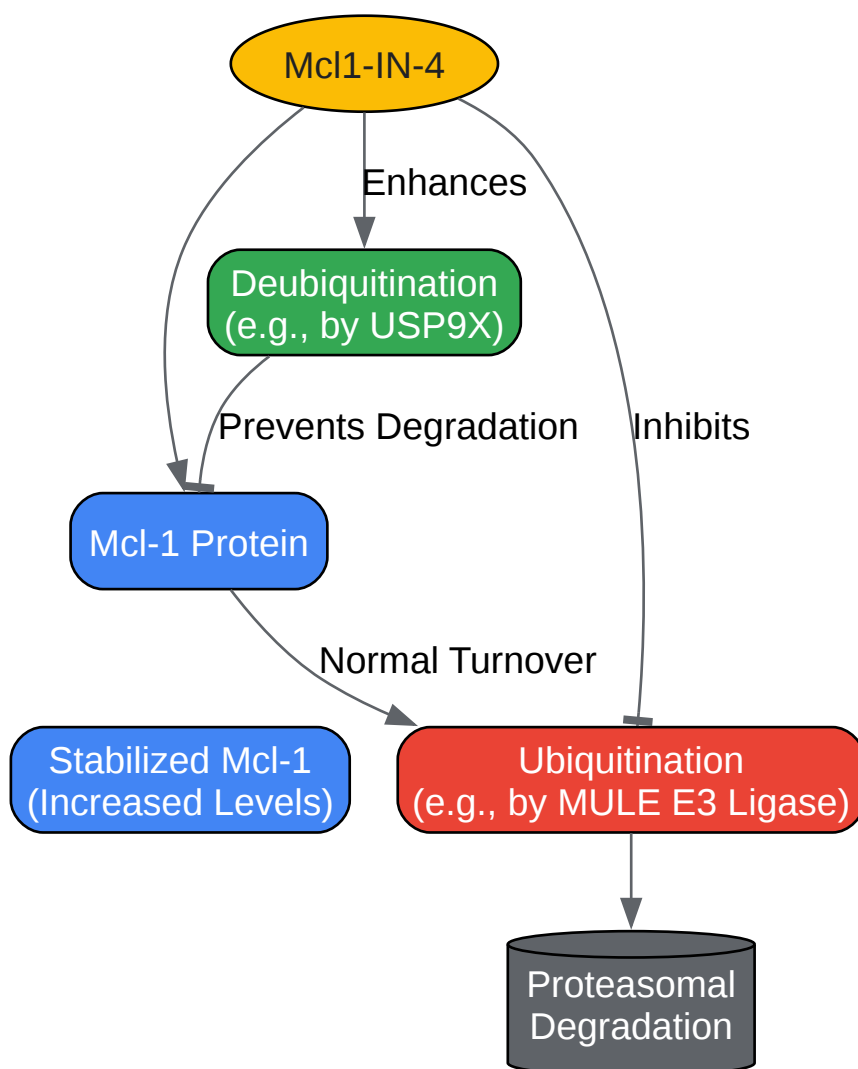 Mcl1-IN-4
Enhances
Deubiquitination
(e.g., by USP9X)
Prevents Degradation
Inhibits
Mcl-1 Protein
Normal Turnover
Stabilized Mcl-1
(Increased Levels)
Ubiquitination
(e.g., by MULE E3 Ligase)
Proteasomal
Degradation